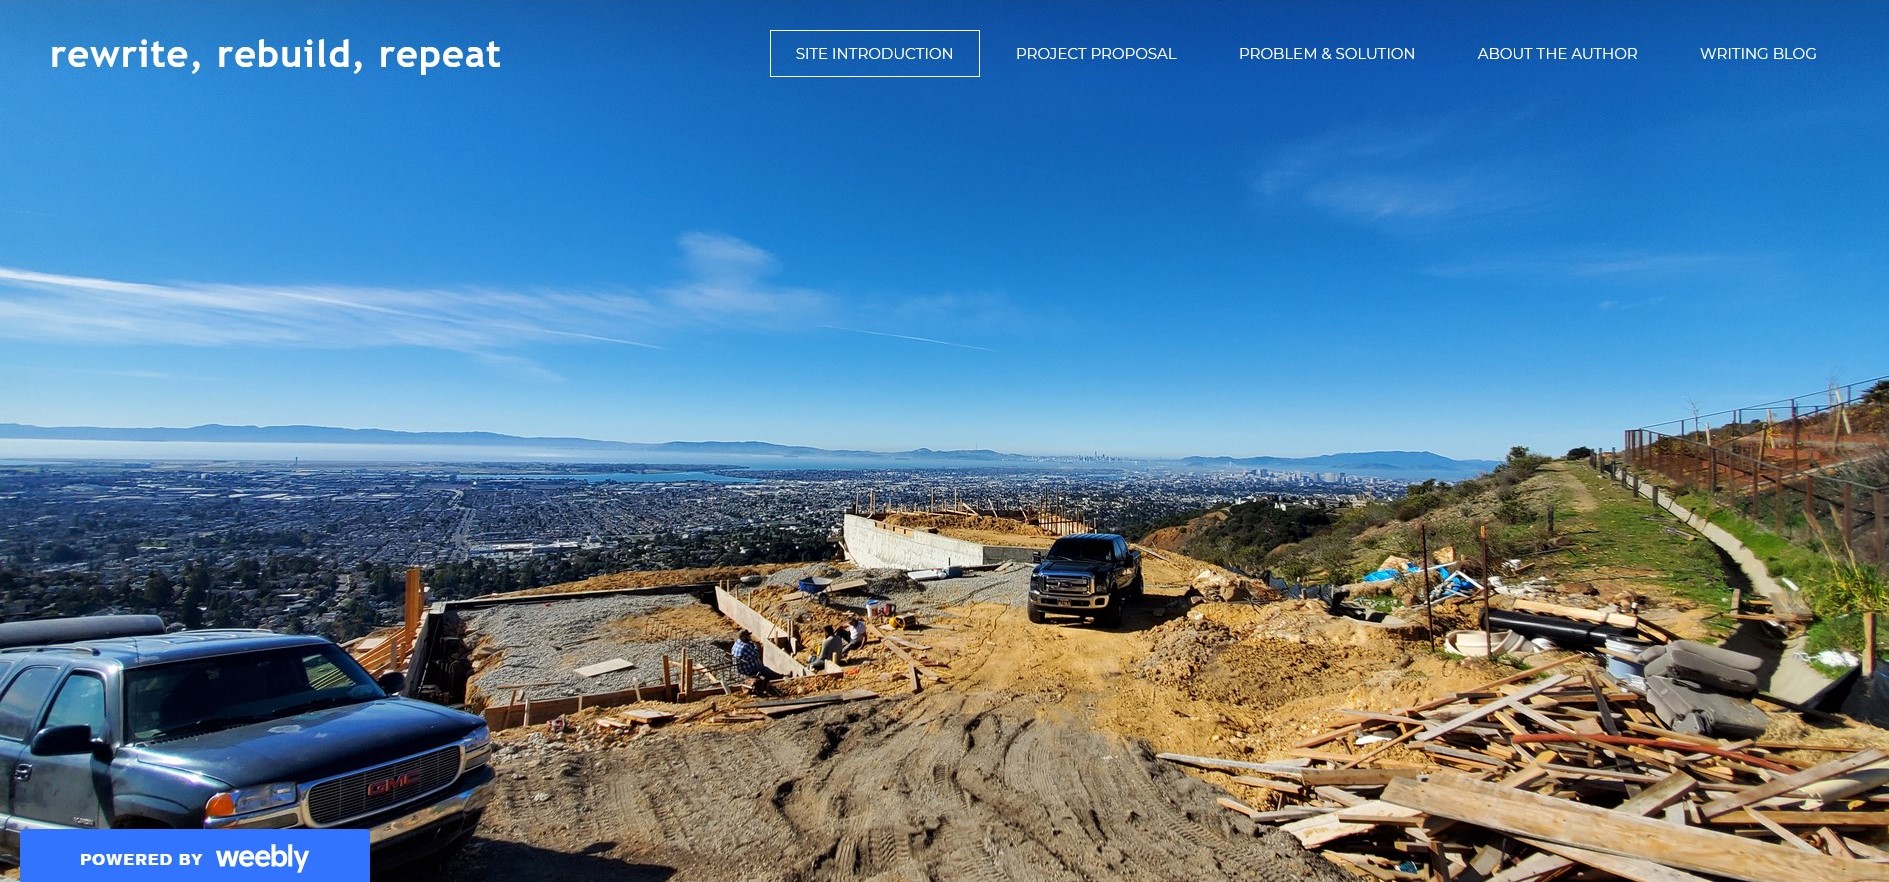 rewrite, rebuild, repeat
SITE INTRODUCTION
PROJECT PROPOSAL
PROBLEM & SOLUTION
ABOUT THE AUTHOR
WRITING BLOG
GMC
POWERED BY weebly